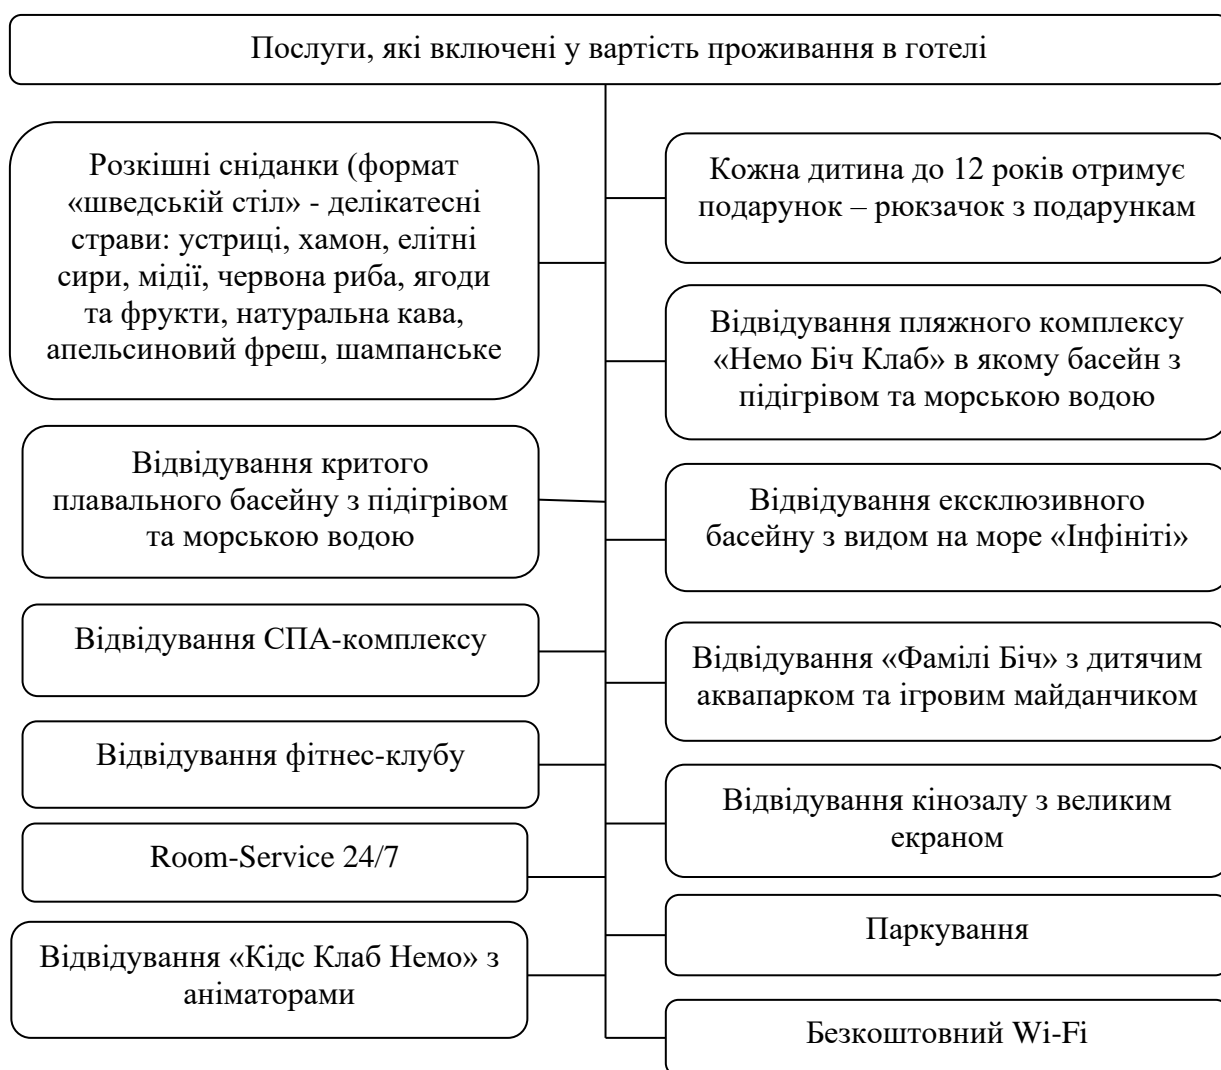 Послуги, які включені у вартість проживання в готелі
Розкішні сніданки (формат
«шведській стіл» - делікатесні
страви: устриці, хамон, елітні
сири, мідії, червона риба, ягоди
та фрукти, натуральна кава,
апельсиновий фреш, шампанське
Відвідування критого
плавального басейну з підігрівом
та морською водою
Відвідування СПА-комплексу
Відвідування фітнес-клубу
Room-Service 24/7
Відвідування «Кідс Клаб Немо» з
аніматорами
Кожна дитина до 12 років отримує
подарунок – рюкзачок з подарункам
Відвідування пляжного комплексу
«Немо Біч Клаб» в якому басейн з
підігрівом та морською водою
Відвідування ексклюзивного
басейну з видом на море «Інфініті»
Відвідування «Фамілі Біч» з дитячим
аквапарком та ігровим майданчиком
Відвідування кінозалу з великим
екраном
Паркування
Безкоштовний Wi-Fi